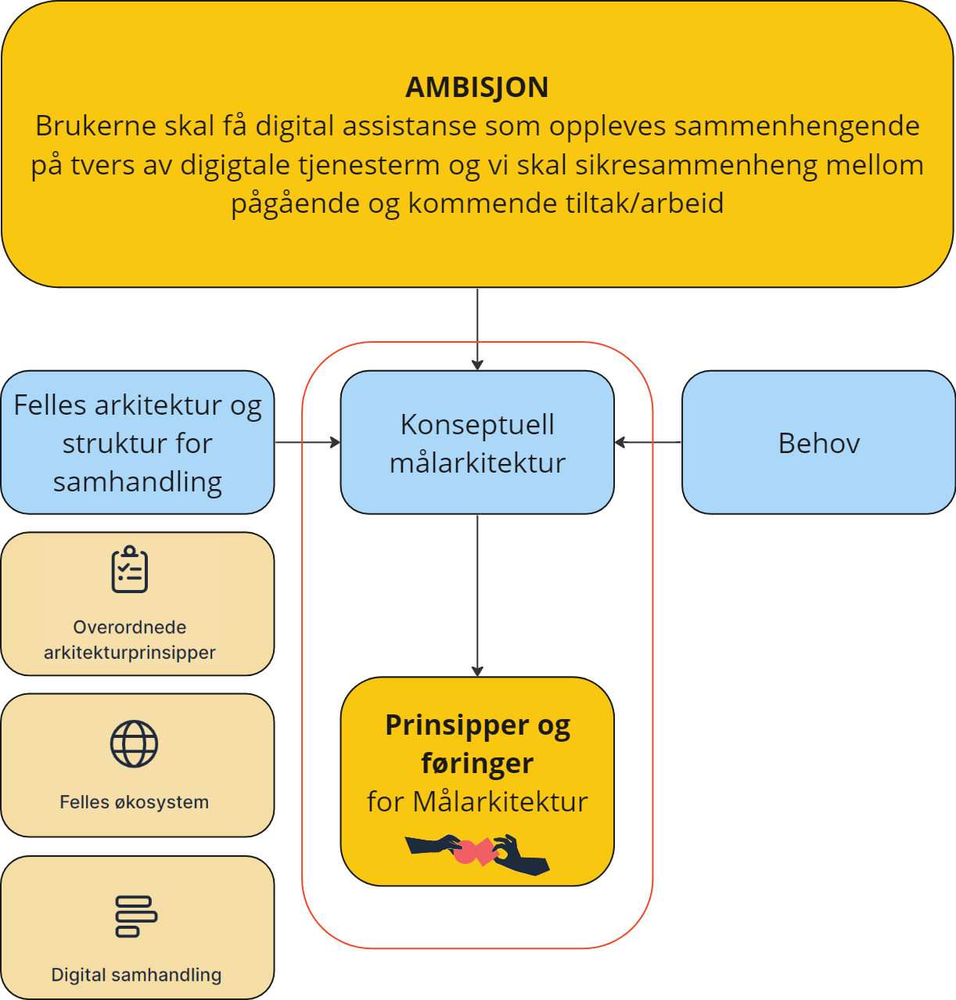 AMBISJON
Brukerne skal få digital assistanse som oppleves sammenhengende
på tvers av digigtale tjenesterm og vi skal sikresammenheng mellom
pågående og kommende tiltak/arbeid
Felles arkitektur og
struktur for
samhandling
Konseptuell
målarkitektur
Behov
Overordnede
arkitekturprinsipper
Felles økosystem
Digital samhandling
Prinsipper og
føringer
for Målarkitektur